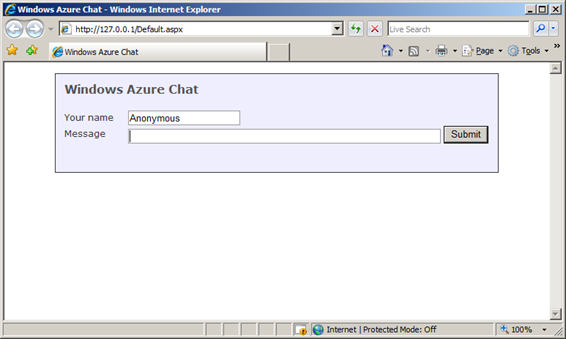 Windows Azure Chat - Windows Internet Explorer
http://127.0.0.1/Default.aspx
Live Search
Windows Azure Chat
Page
Tools
»
Windows Azure Chat
Your name
Anonymous
Message
Submit
Internet | Protected Mode: Off
100%